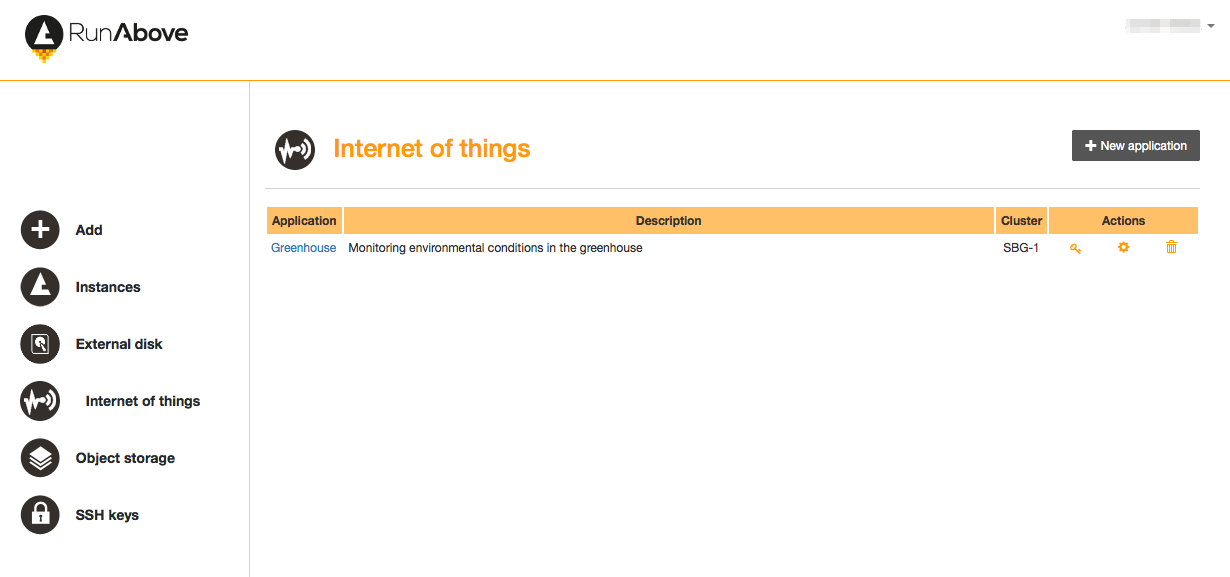 RunAbove
Internet of things
+ New application
Application Description Cluster Actions
Greenhouse Monitoring environmental conditions in the greenhouse SBG-1
Add
Instances
External disk
Internet of things
Object storage
SSH keys